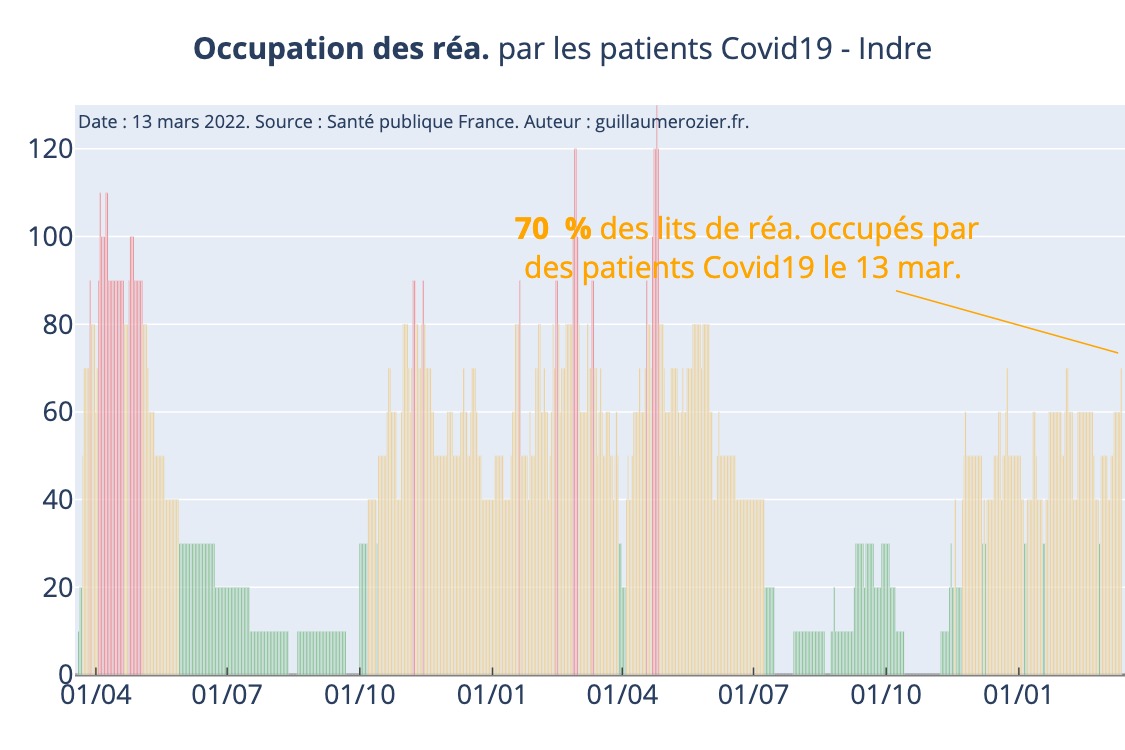 Occupation des réa. par les patients Covid19 - Indre
Date : 13 mars 2022. Source : Santé publique France. Auteur : guillaumerozier.fr.
120
100
80
60
40
20
0
70 % des lits de réa. occupés par
des patients Covid19 le 13 mar.
01/04 01/07 01/10 01/01 01/04 01/07 01/10 01/01